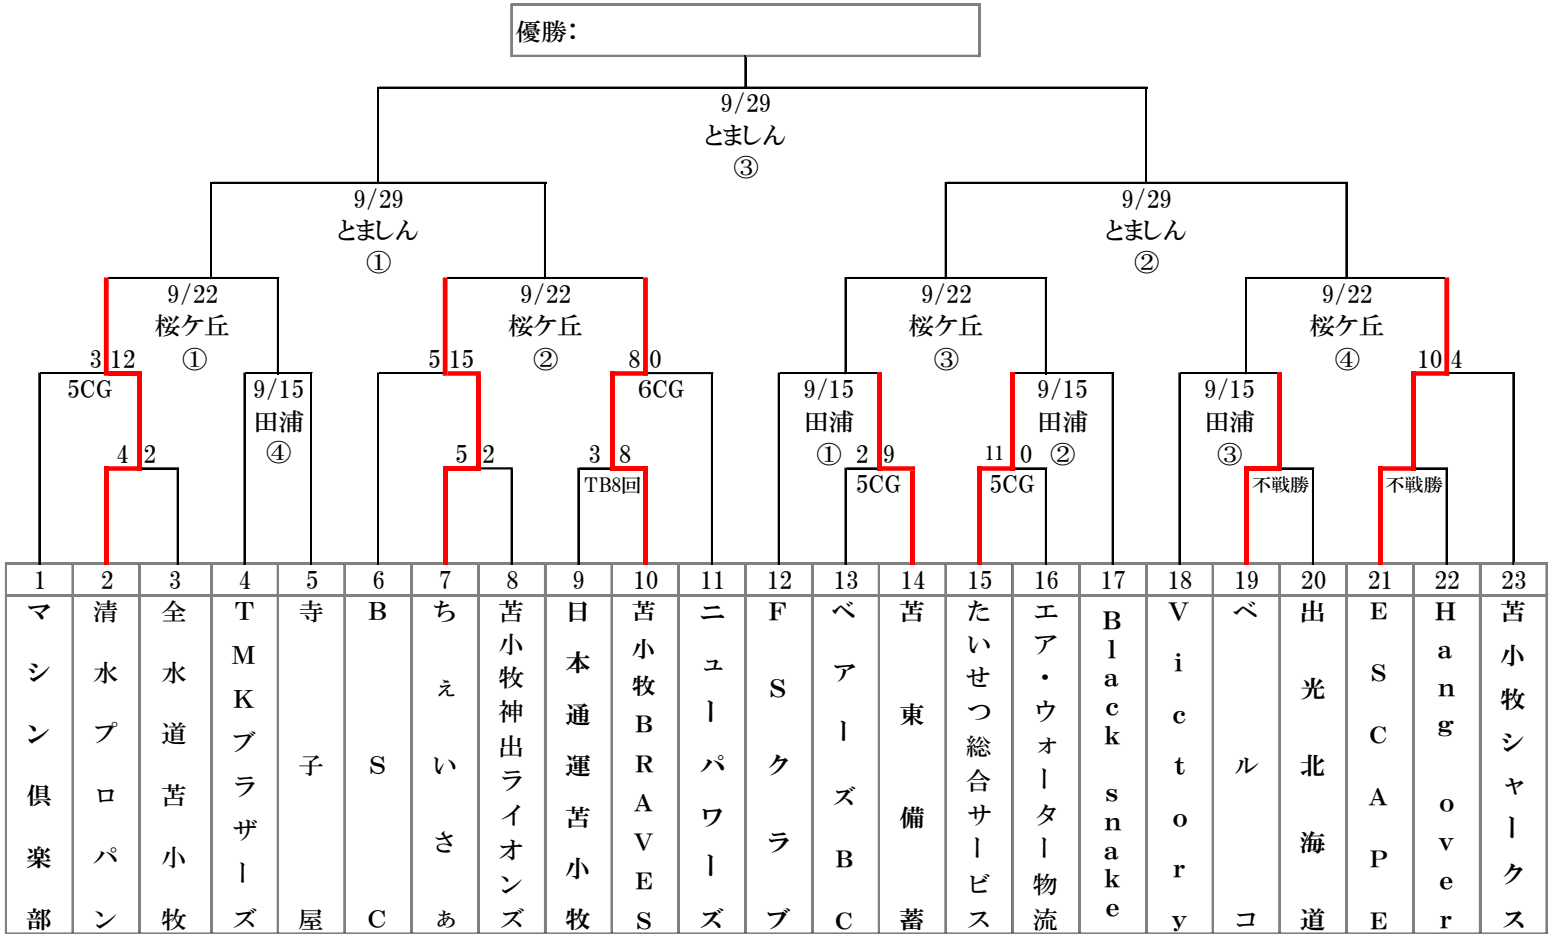 優勝：
9/29
とましん
③
9/29
とましん
①
9/29
とましん
②
9/22
桜ケ丘
①
9/22
桜ケ丘
②
9/22
桜ケ丘
③
9/22
桜ケ丘
④
3 12
5CG
9/15
田浦
④
5 15
8 0
6CG
9/15
田浦
①
9/15
田浦
②
9/15
田浦
③
10 4
4 2
5 2
3 8
TB8回
2 9
5CG
11 0
5CG
不戦勝
不戦勝
1 2 3 4 5 6 7 8 9 10 11 12 13 14 15 16 17 18 19 20 21 22 23
マシン倶楽部
清水プロパン
全水道苫小牧
TMKブラザーズ
寺子屋
BSC
ちぇいさぁ
苫小牧神出ライオンズ
日本通運苫小牧
苫小牧BRAVES
ニューパワーズ
FSクラブ
ベアーズBC
苫東備蓄
たいせつ総合サービス
エア・ウォーター物流
Black snake
Victory
ベルコ
出光北海道
ESCAPE
Hang over
苫小牧シャークス